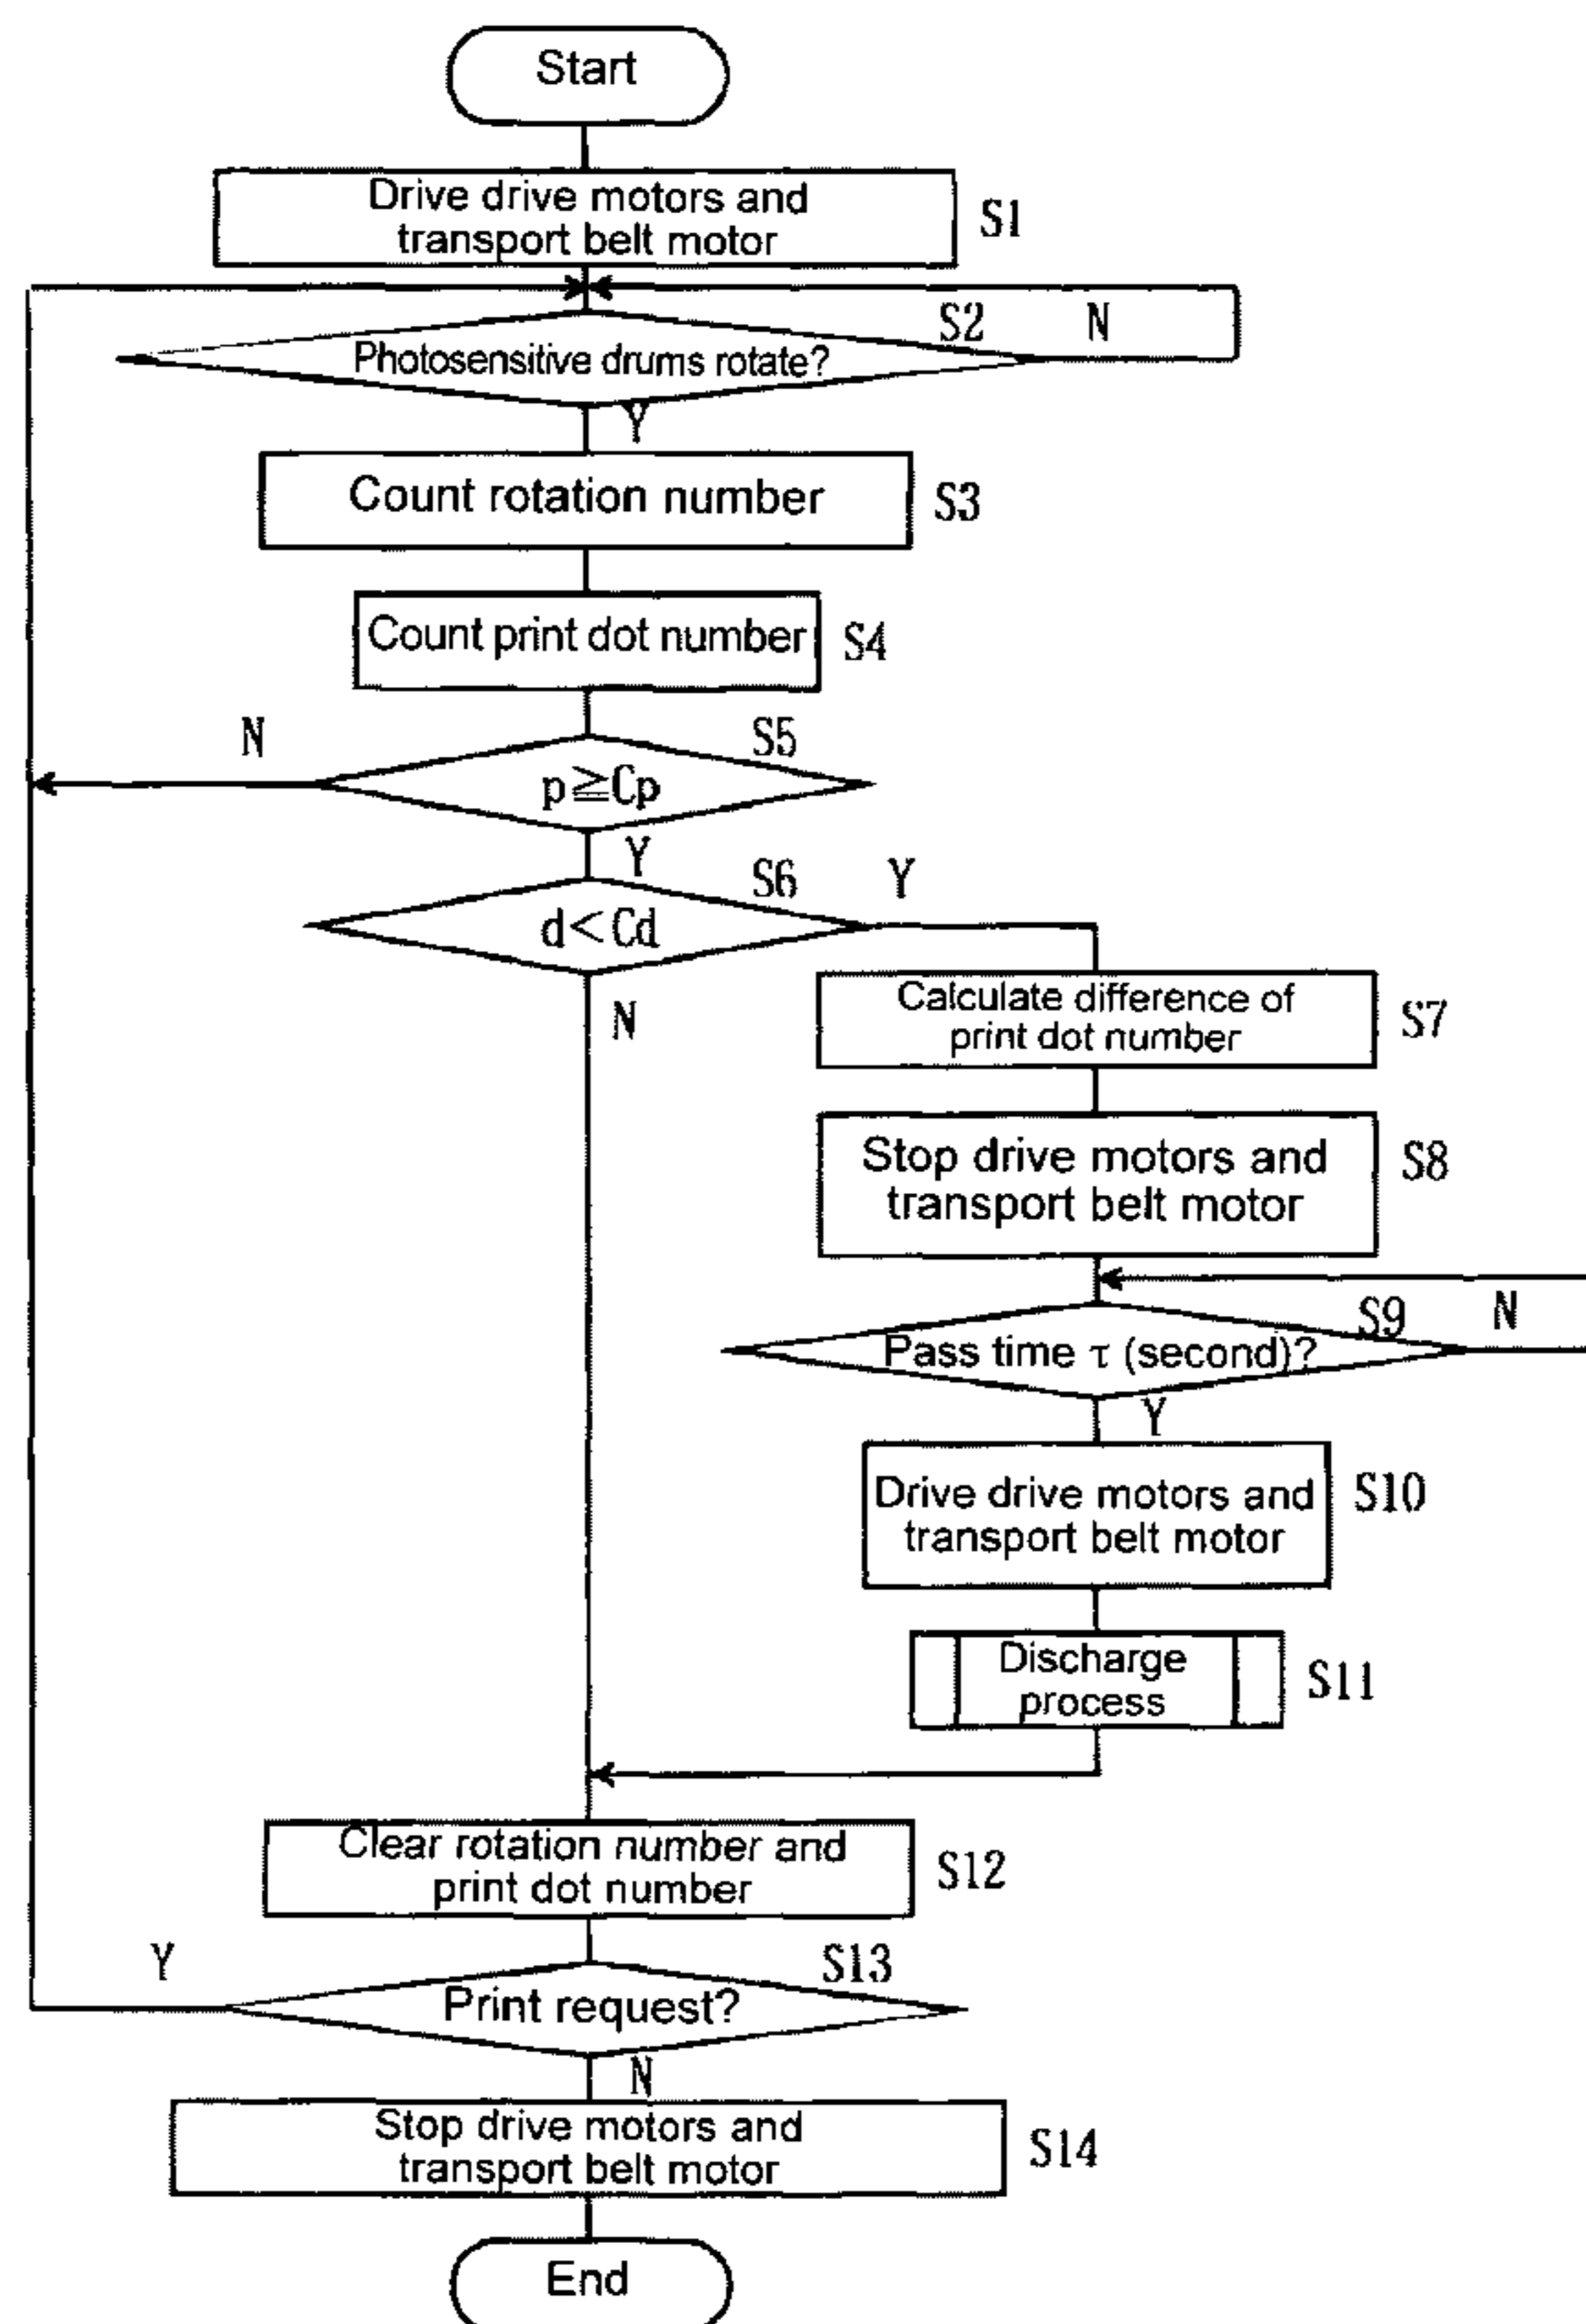 Start
Drive drive motors and
transport belt motor
S1
S2
N
Photosensitive drums rotate?
Y
Count rotation number
S3
Count print dot number
S4
N
S5
p≧Cp
Y
S6
Y
d<Cd
N
Calculate difference of
print dot number
S7
Stop drive motors and
transport belt motor
S8
S9
N
Pass time τ (second)?
Y
Drive drive motors and
transport belt motor
S10
Discharge
process
S11
Clear rotation number and
print dot number
S12
Y
S13
Print request?
N
Stop drive motors and
transport belt motor
S14
End